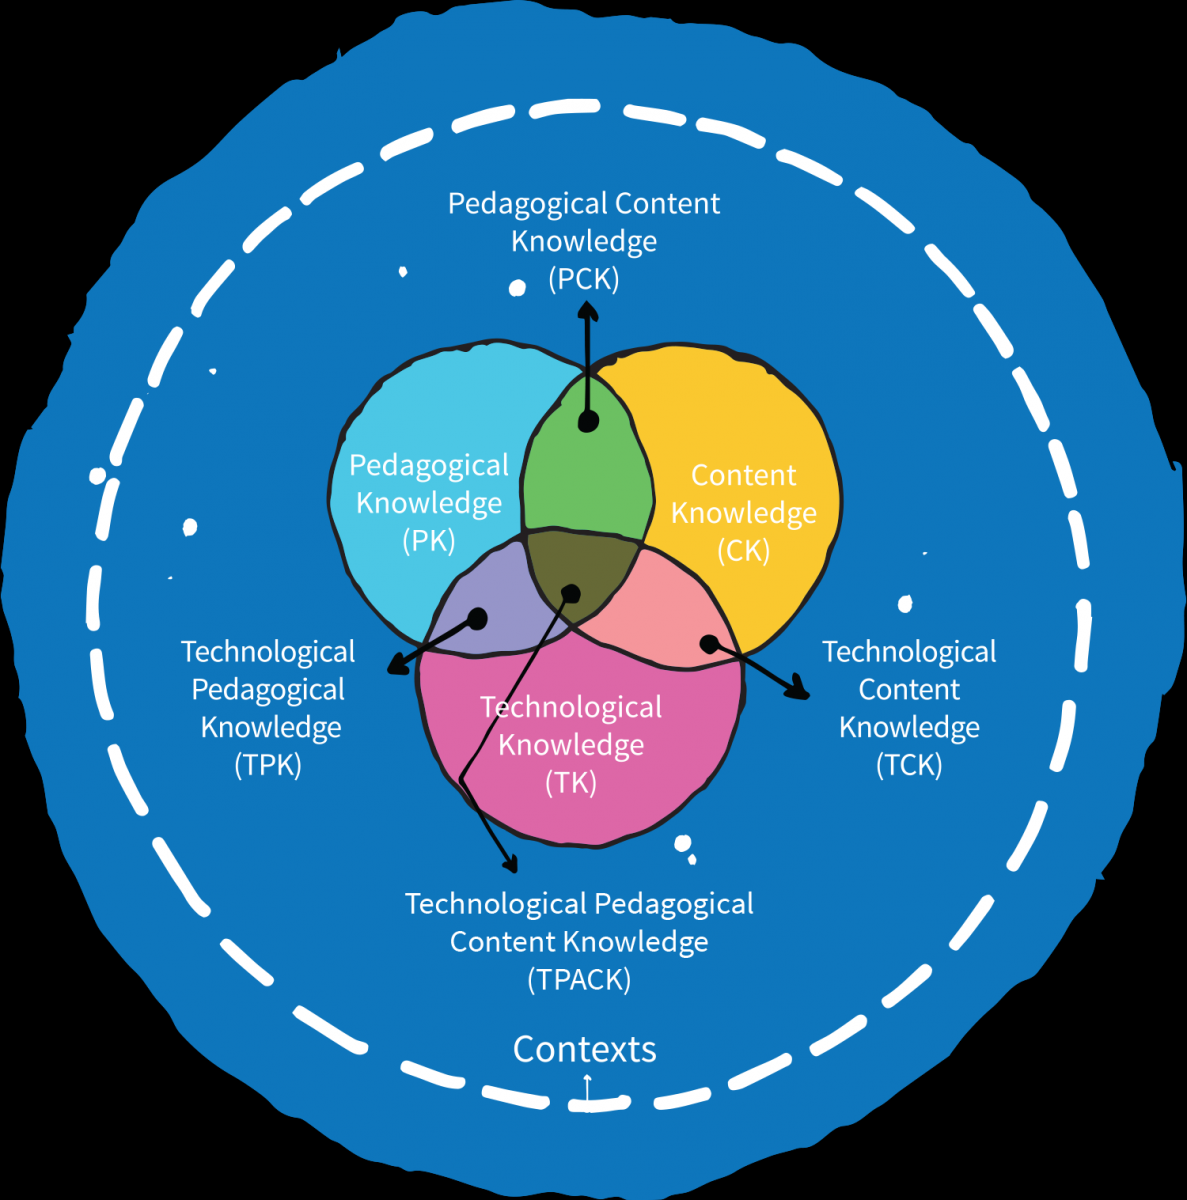 Pedagogical Content
Knowledge
(PCK)
Pedagogical
Knowledge
(PK)
Content
Knowledge
(CK)
Technological
Pedagogical
Knowledge
(TPK)
Technological
Knowledge
(TK)
Technological
Content
Knowledge
(TCK)
Technological Pedagogical
Content Knowledge
(TPACK)
Contexts